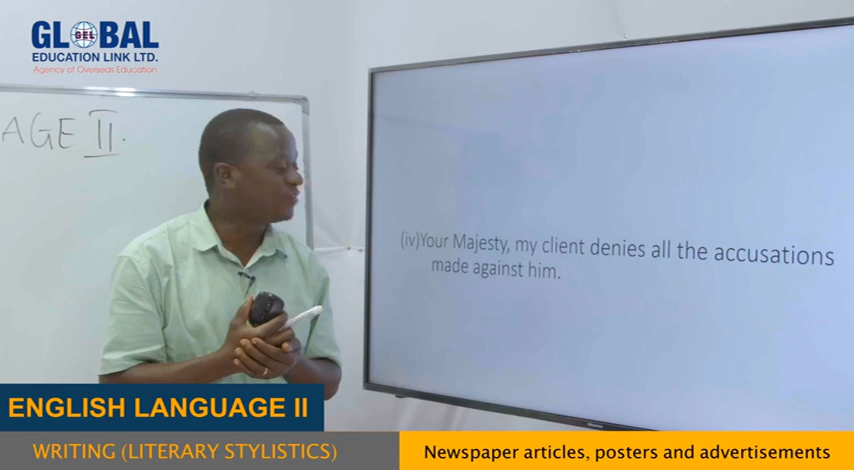 GLOBAL
GEL
EDUCATION LINK LTD.
Agency of Overseas Education
AGE II.
(iv)Your Majesty, my client denies all the accusations
made against him.
Hisense
ENGLISH LANGUAGE II
WRITING (LITERARY STYLISTICS)
Newspaper articles, posters and advertisements